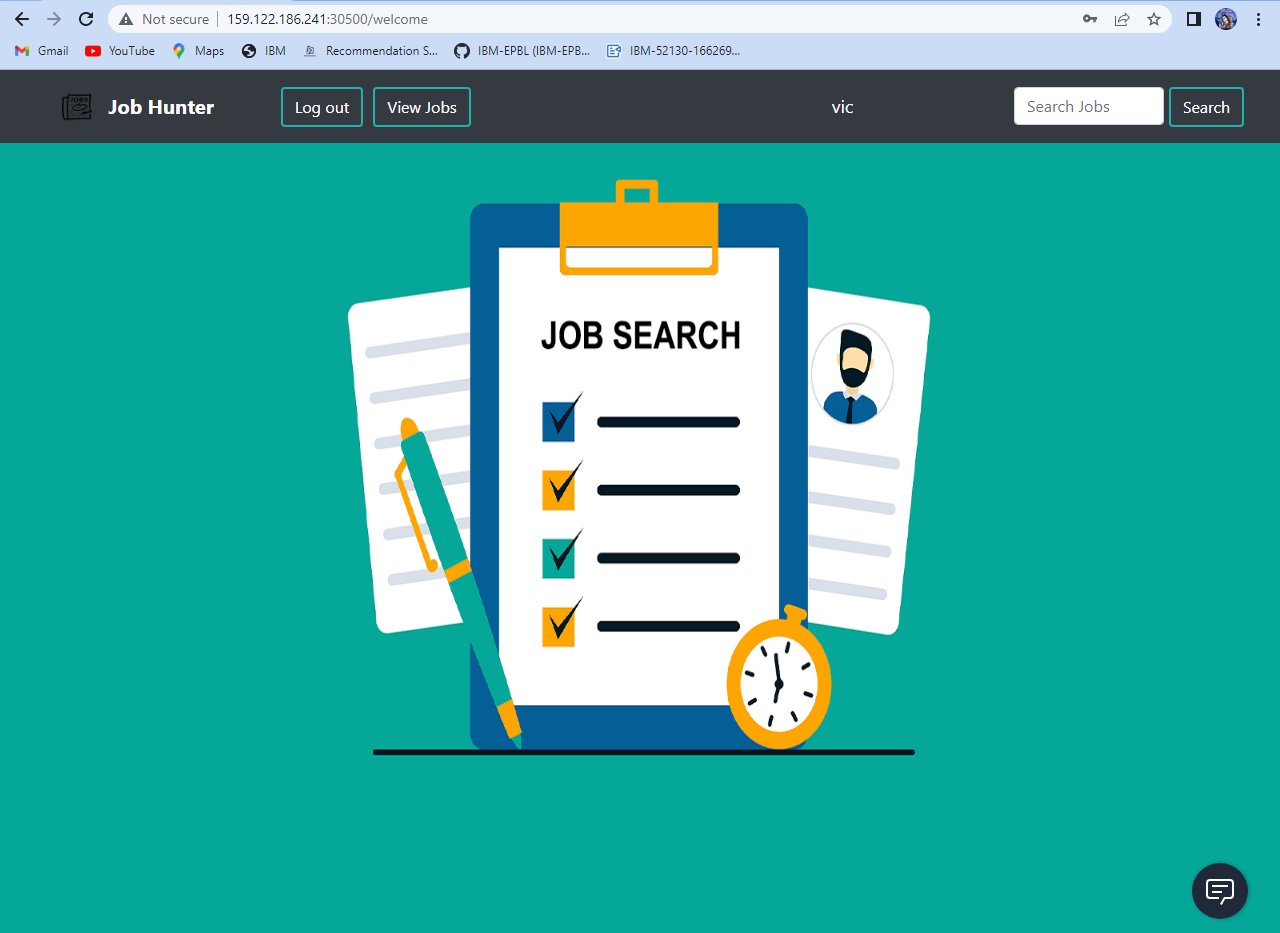 Not secure
159.122.186.241:30500/welcome
Gmail
YouTube
Maps
IBM
Recommendation S...
IBM-EPBL (IBM-EPB...
IBM-52130-166269...
JOBS
Job Hunter
Log out
View Jobs
vic
Search Jobs
Search
JOB SEARCH